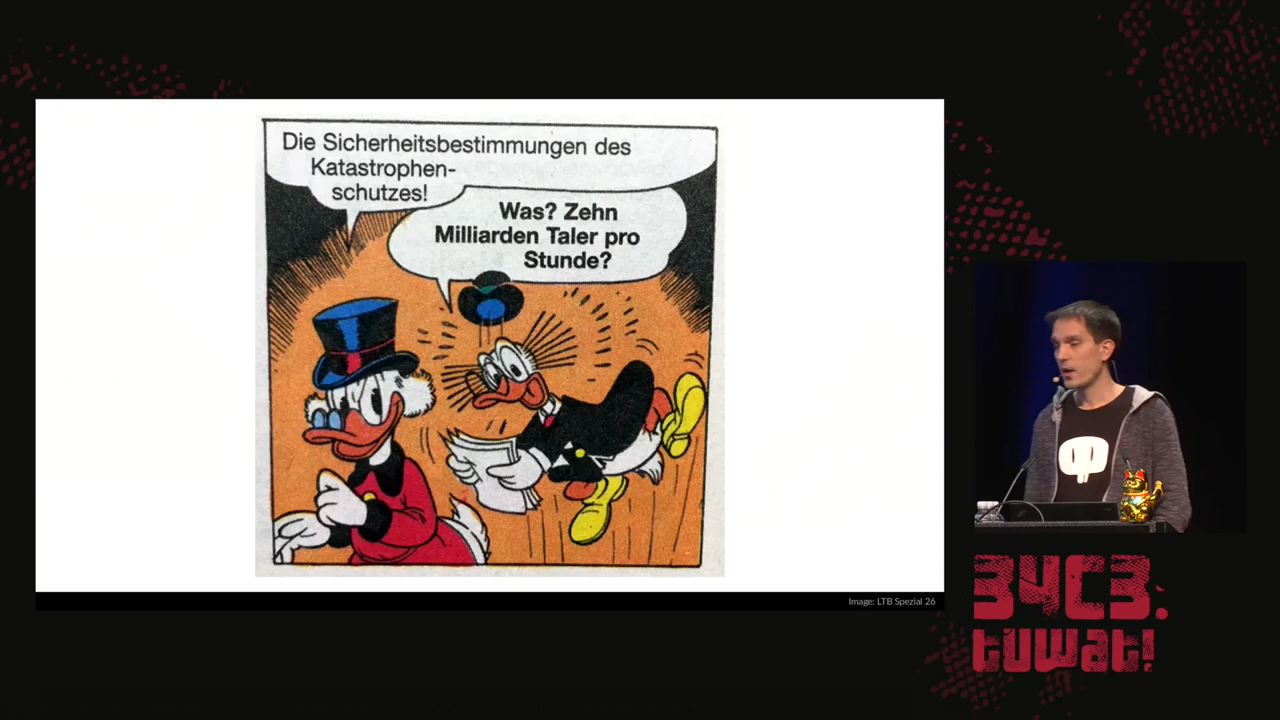 Die Sicherheitsbestimmungen des
Katastrophen-
schutzes!
Was? Zehn
Milliarden Taler pro
Stunde?
Image: LTB Spezial 26
34C3.
tuwat!